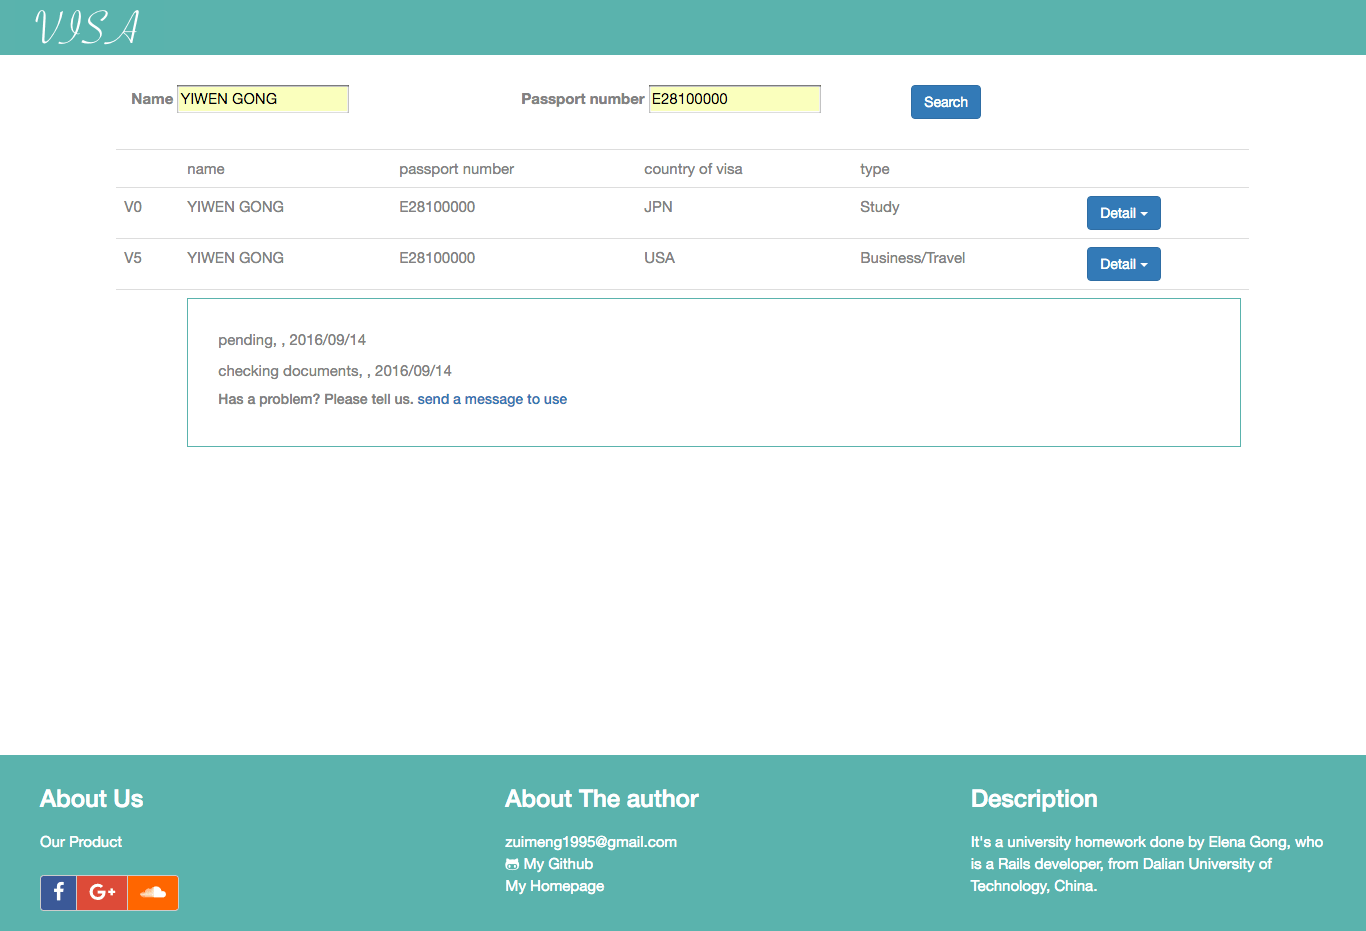 VISA
Name YIWEN GONG Passport number E28100000 Search
name passport number country of visa type
V0 YIWEN GONG E28100000 JPN Study Detail
V5 YIWEN GONG E28100000 USA Business/Travel Detail
pending, , 2016/09/14
checking documents, , 2016/09/14
Has a problem? Please tell us. send a message to use
About Us
Our Product
f G+
About The author
zuimeng1995@gmail.com
My Github
My Homepage
Description
It's a university homework done by Elena Gong, who
is a Rails developer, from Dalian University of
Technology, China.